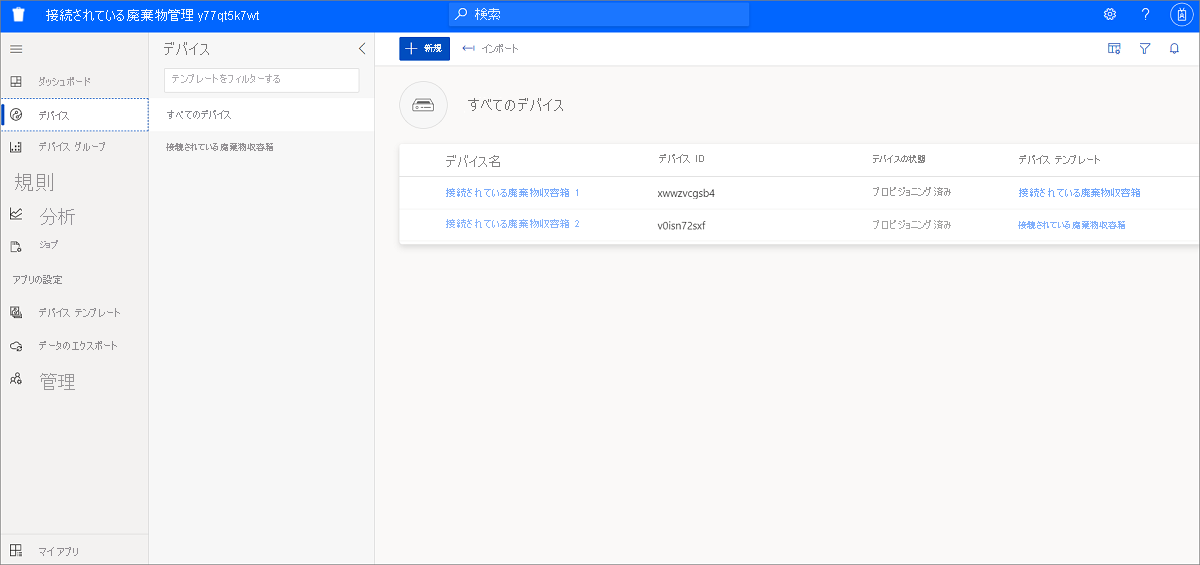 接続されている廃棄物管理 y77qt5k7wt
検索
?
ダッシュボード
デバイス
デバイス グループ
規則
分析
ジョブ
アプリの設定
デバイス テンプレート
データのエクスポート
管理
マイ アプリ
デバイス
テンプレートをフィルターする
すべてのデバイス
接続されている廃棄物収容箱
新規
インポート
すべてのデバイス
デバイス名 デバイス ID デバイスの状態 デバイス テンプレート
接続されている廃棄物収容箱 1 xwwzvcgsb4 プロビジョニング済み 接続されている廃棄物収容箱
接続されている廃棄物収容箱 2 v0isn72sxf プロビジョニング済み 接続されている廃棄物収容箱